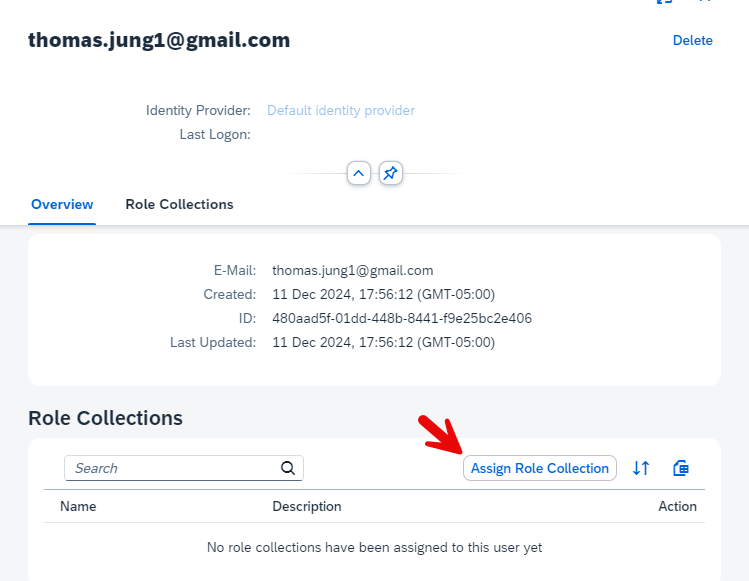 thomas.jung1@gmail.com
Delete
Identity Provider: Default identity provider
Last Logon:
Overview Role Collections
E-Mail: thomas.jung1@gmail.com
Created: 11 Dec 2024, 17:56:12 (GMT-05:00)
ID: 480aad5f-01dd-448b-8441-f9e25bc2e406
Last Updated: 11 Dec 2024, 17:56:12 (GMT-05:00)
Role Collections
Search Assign Role Collection
Name Description Action
No role collections have been assigned to this user yet